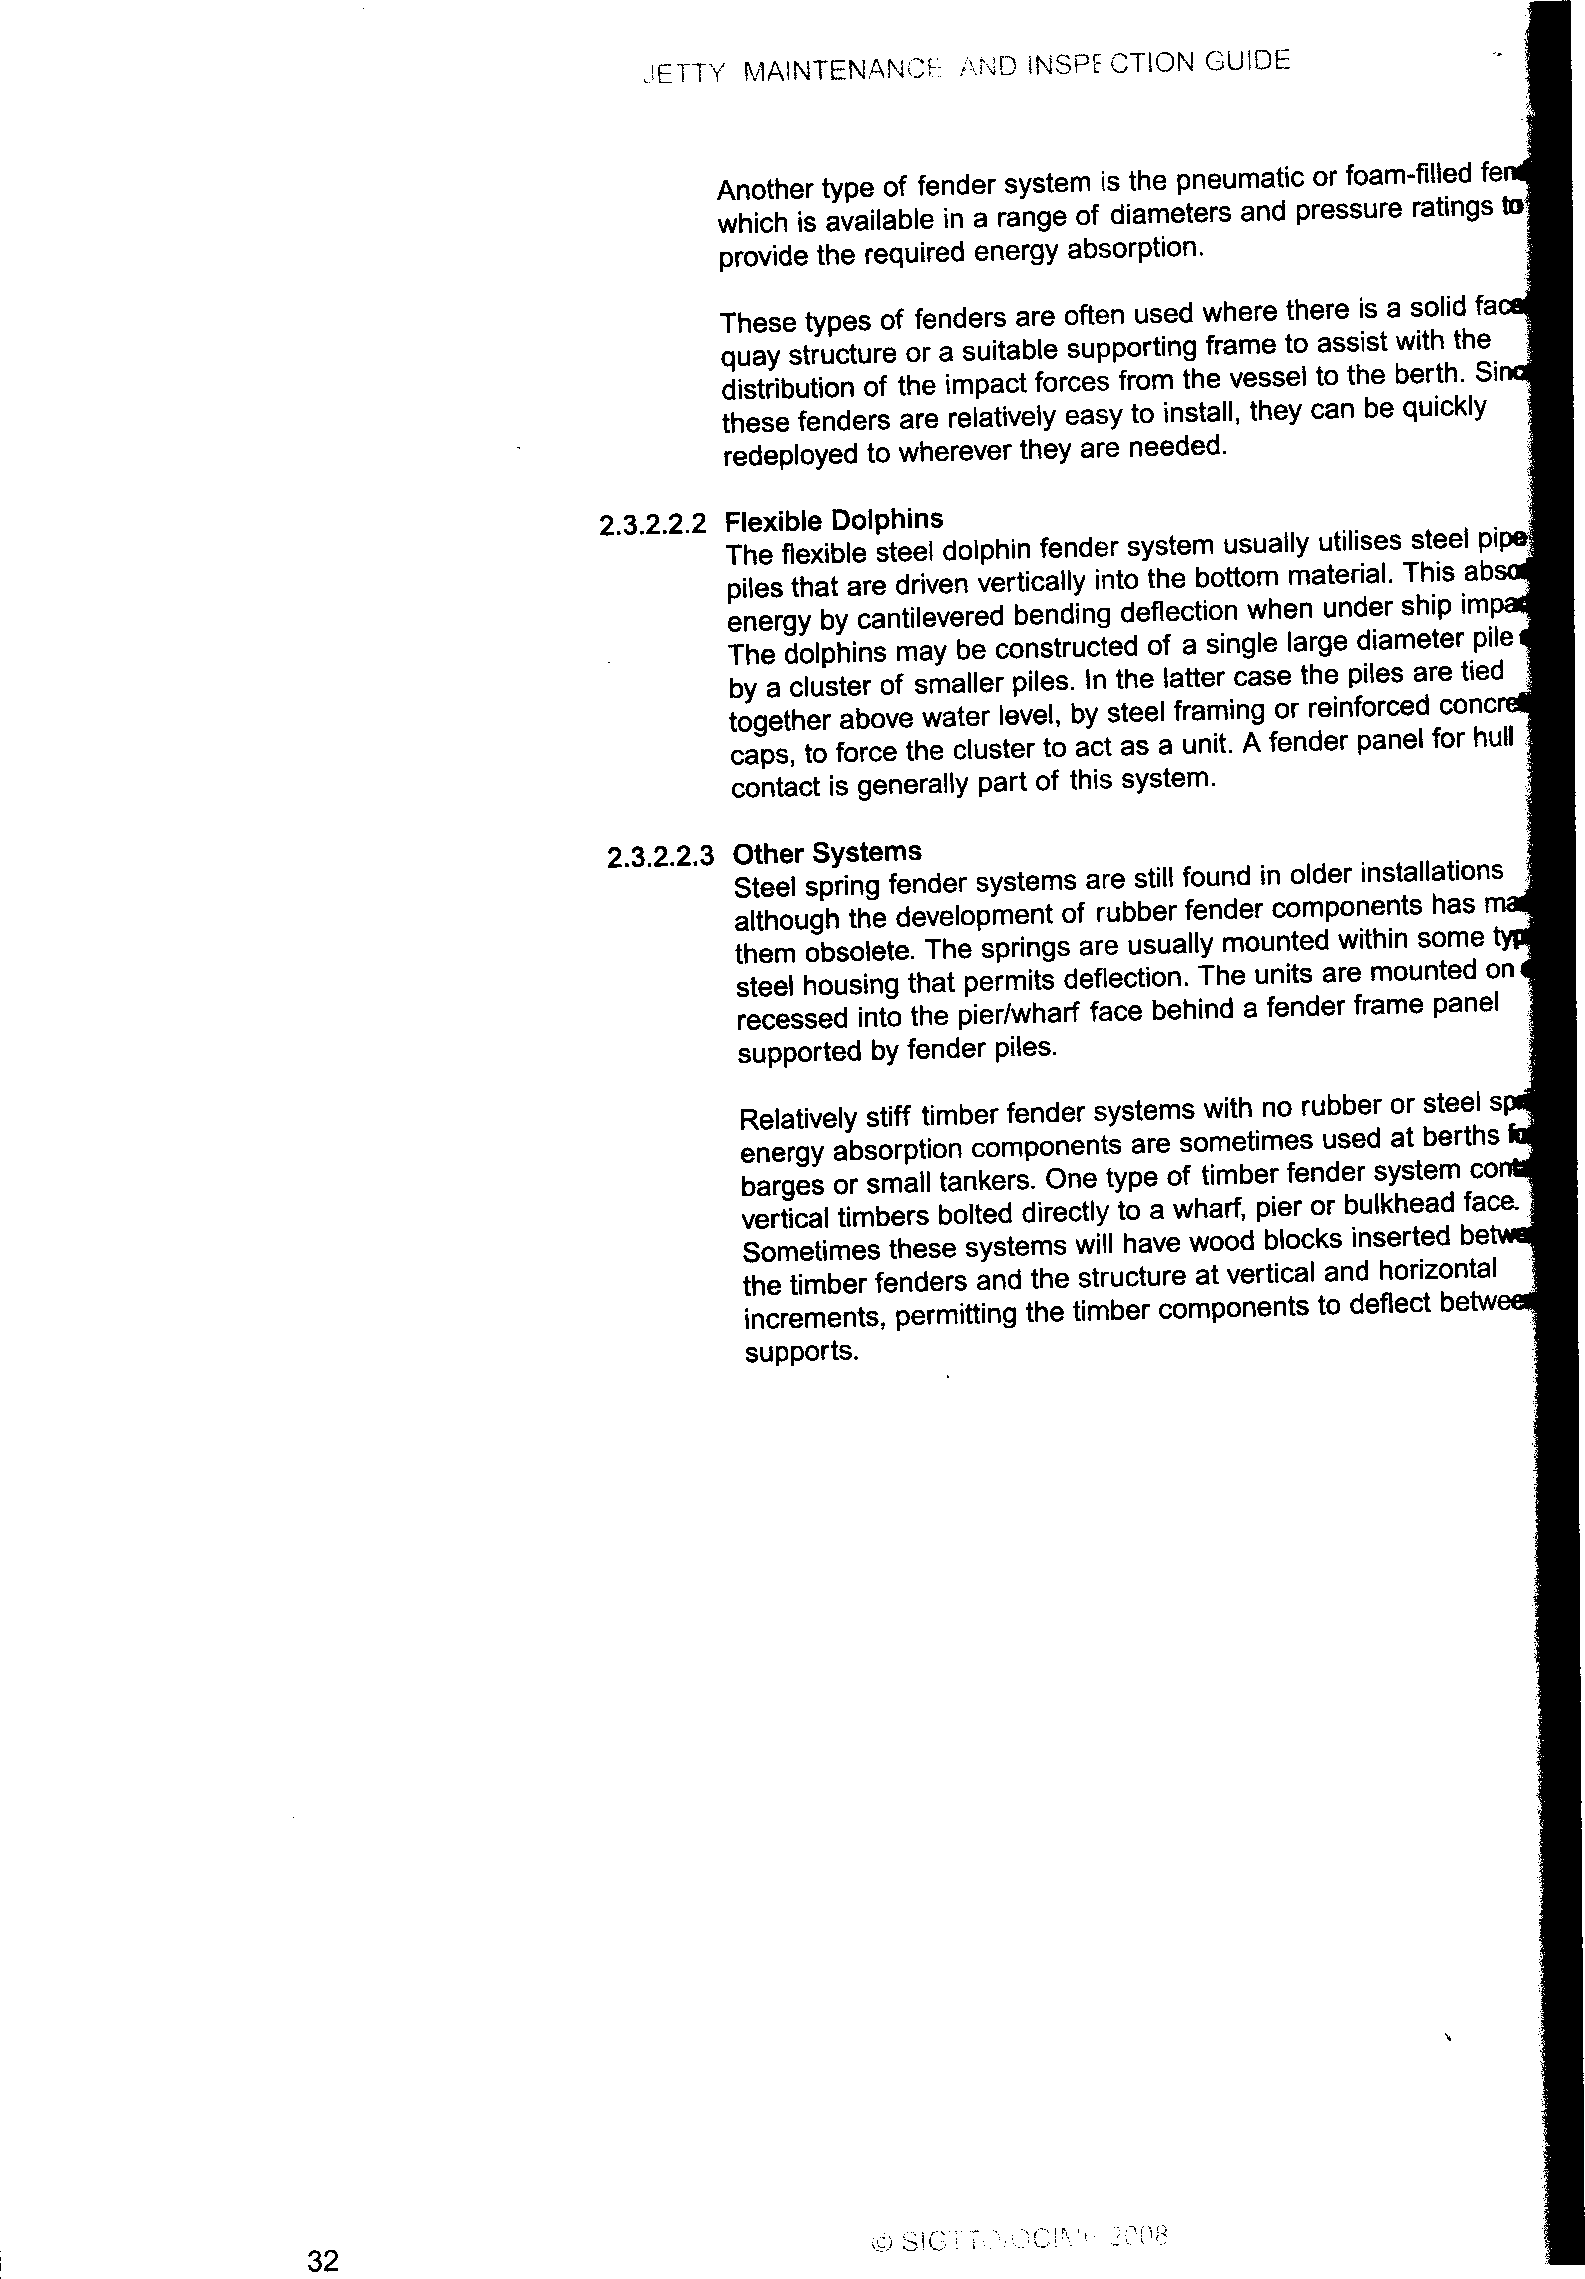 JETTY MAINTENANCE AND INSPECTION GUIDE
Another type of fender system is the pneumatic or foam-filled
which is available in a range of diameters and pressure ratings to
provide the required energy absorption.
These types of fenders are often used where there is a solid
quay structure or a suitable supporting frame to assist with the
distribution of the impact forces from the vessel to the berth.
these fenders are relatively easy to install, they can be quickly
redeployed to wherever they are needed.
2.3.2.2.2 Flexible Dolphins
The flexible steel dolphin fender system usually utilises steel pipe
piles that are driven vertically into the bottom material. This
energy by cantilevered bending deflection when under ship
The dolphins may be constructed of a single large diameter pile
by a cluster of smaller piles. In the latter case the piles are tied
together above water level, by steel framing or reinforced
caps, to force the cluster to act as a unit. A fender panel for hull
contact is generally part of this system.
2.3.2.2.3 Other Systems
Steel spring fender systems are still found in older installations
although the development of rubber fender components has
them obsolete. The springs are usually mounted within some
steel housing that permits deflection. The units are mounted on
recessed into the pier/wharf face behind a fender frame panel
supported by fender piles.
Relatively stiff timber fender systems with no rubber or steel
energy absorption components are sometimes used at berths
barges or small tankers. One type of timber fender system
vertical timbers bolted directly to a wharf, pier or bulkhead face.
Sometimes these systems will have wood blocks inserted
the timber fenders and the structure at vertical and horizontal
increments, permitting the timber components to deflect between
supports.
32
© 2008